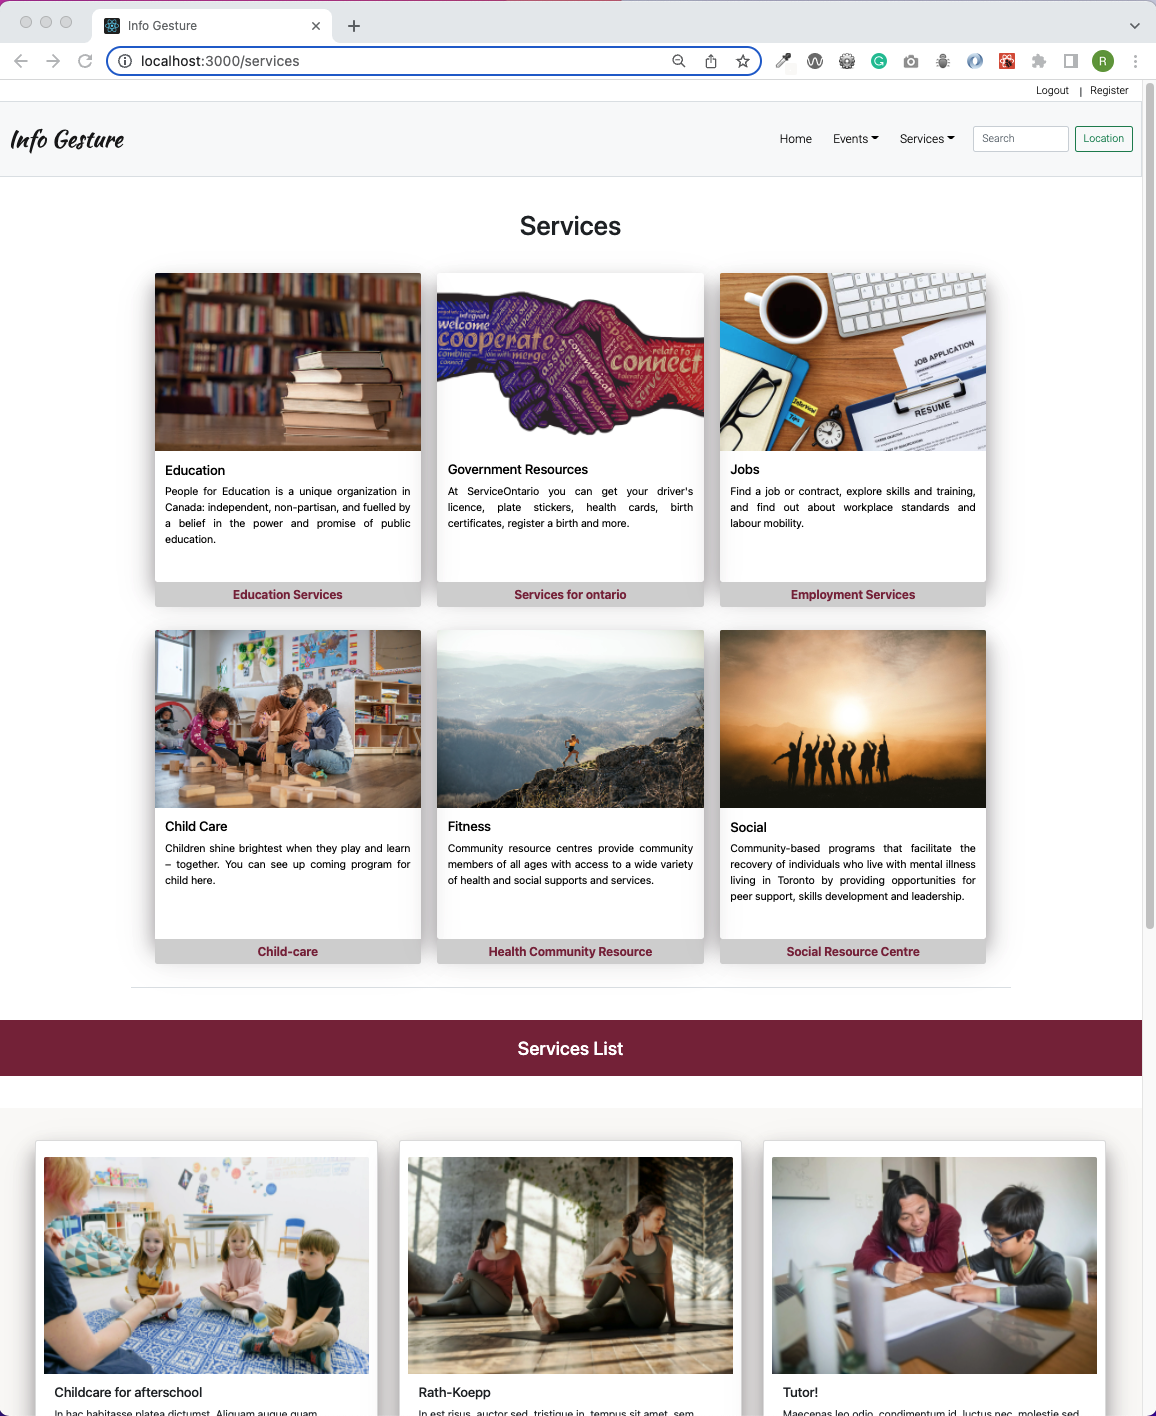 Info Gesture
localhost:3000/services
R
Logout | Register
Info Gesture
Home Events Services Search Location
Services
welcome
cooperate
combine
connect
merge
communicate
respect
relate to
connect
tolerate
serve
JOB APPLICATION
RESUME
Interview
Education
People for Education is a unique organization in
Canada: independent, non-partisan, and fuelled by
a belief in the power and promise of public
education.
Education Services
Government Resources
At ServiceOntario you can get your driver's
licence, plate stickers, health cards, birth
certificates, register a birth and more.
Services for ontario
Jobs
Find a job or contract, explore skills and training,
and find out about workplace standards and
labour mobility.
Employment Services
Child Care
Children shine brightest when they play and learn
– together. You can see up coming program for
child here.
Child-care
Fitness
Community resource centres provide community
members of all ages with access to a wide variety
of health and social supports and services.
Health Community Resource
Social
Community-based programs that facilitate the
recovery of individuals who live with mental illness
living in Toronto by providing opportunities for
peer support, skills development and leadership.
Social Resource Centre
Services List
Childcare for afterschool
In hac habitasse platea dictumst. Aliquam augue quam
Rath-Koepp
In est risus, auctor sed, tristique in, tempus sit amet, sem
Tutor!
Maecenas leo odio, condimentum id, luctus nec, molestie sed